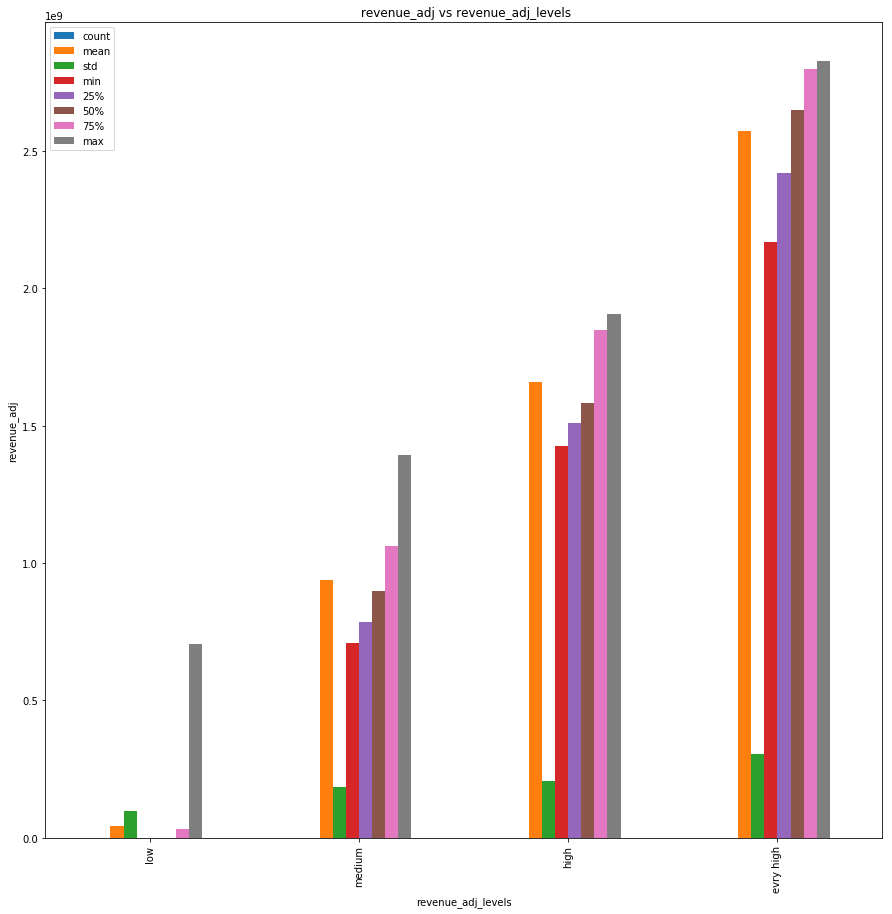 revenue_adj vs revenue_adj_levels
1e9
count
mean
std
min
25%
50%
75%
max
2.5
2.0
1.5
1.0
0.5
0.0
revenue_adj
low
medium
high
evry high
revenue_adj_levels